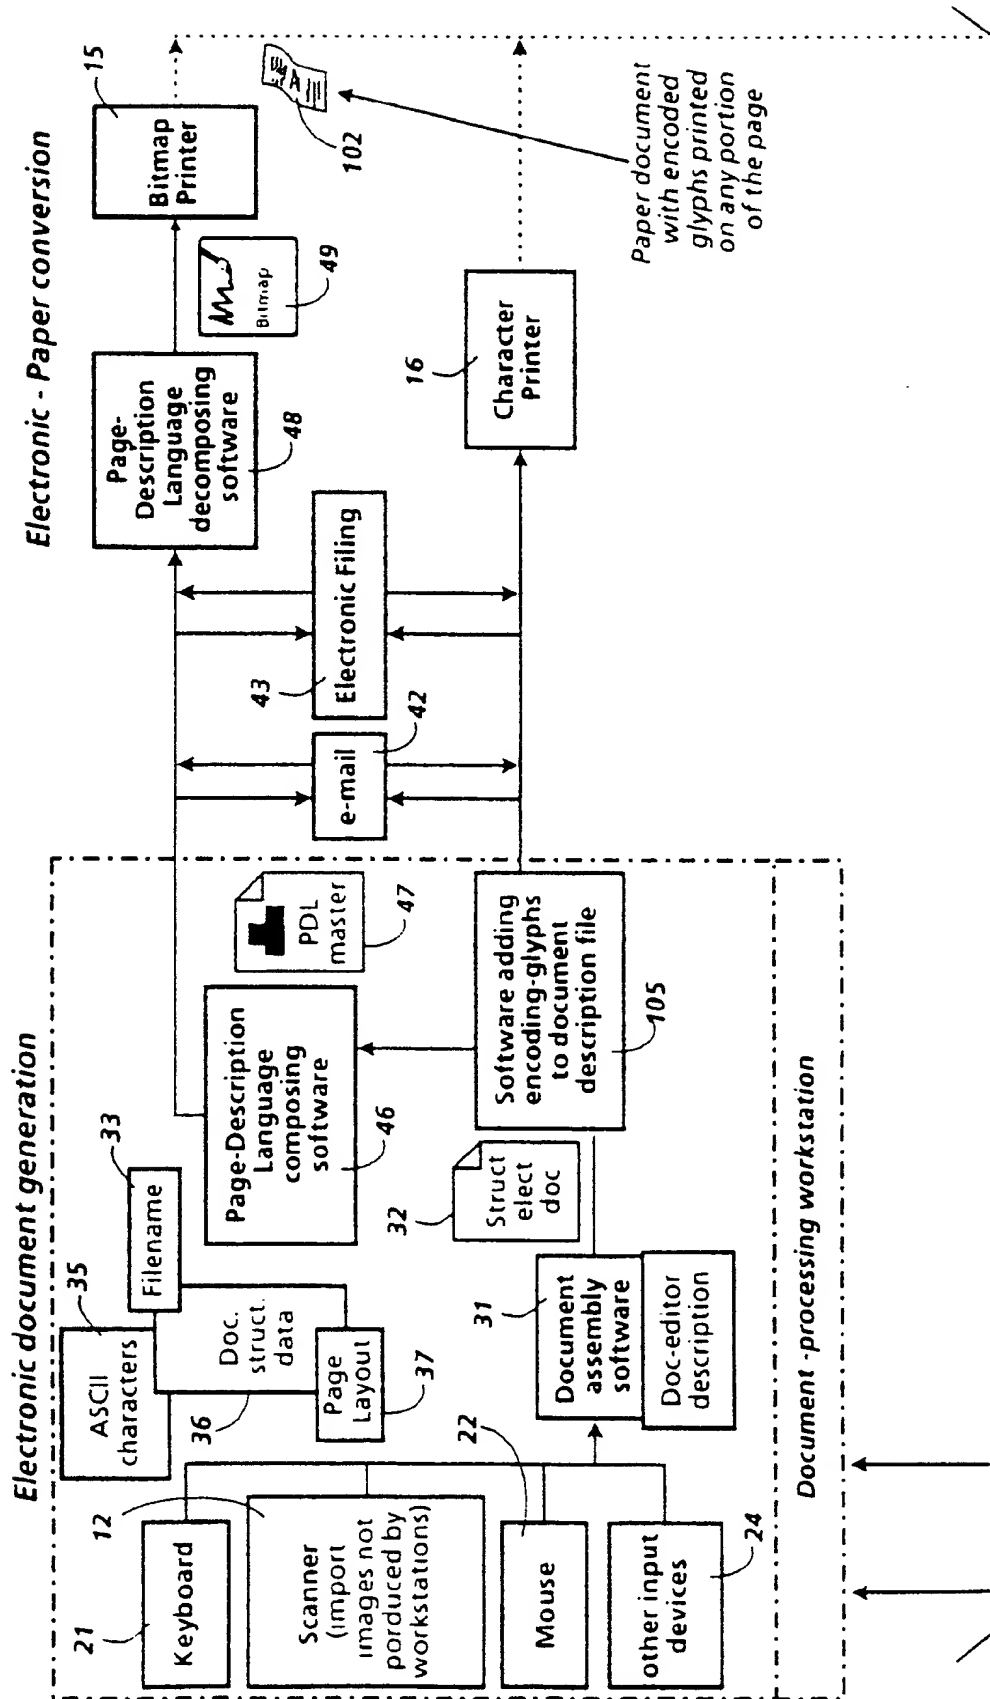 Electronic document generation
Electronic - Paper conversion
21
Keyboard
12
Scanner
(import
images not
porduced by
workstations)
22
Mouse
other input
devices
24
35
ASCII
characters
33
Filename
36
Doc.
struct.
data
Page
Layout
37
31
Document
assembly
software
Doc-editor
description
32
Struct
elect
doc
Page-Description
Language
composing
software
46
PDL
master
47
Software adding
encoding-glyphs
to document
description file
105
Document -processing workstation
e-mail
42
43
Electronic Filing
Page-
Description
Language
decomposing
software
48
Bitmap
49
15
Bitmap
Printer
102
16
Character
Printer
Paper document
with encoded
glyphs printed
on any portion
of the page